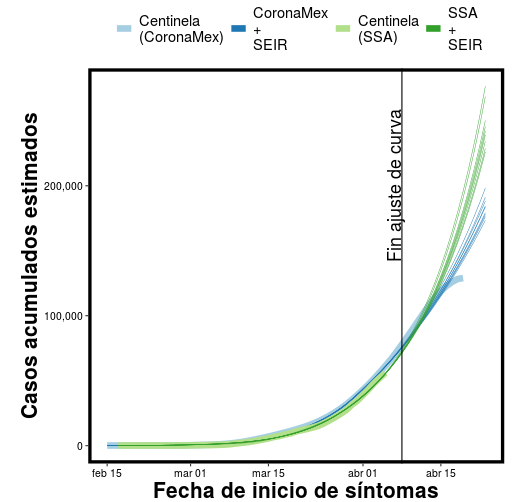 Centinela
(CoronaMex)
CoronaMex
+
SEIR
Centinela
(SSA)
SSA
+
SEIR
Casos acumulados estimados
200,000
100,000
0
Fin ajuste de curva
feb 15
mar 01
mar 15
abr 01
abr 15
Fecha de inicio de síntomas